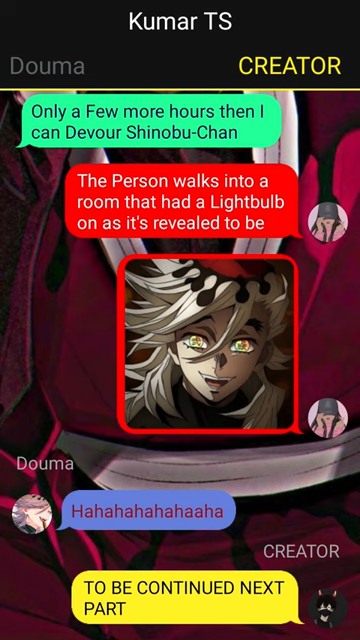 Kumar TS
Douma
CREATOR
Only a Few more hours then I
can Devour Shinobu-Chan
The Person walks into a
room that had a Lightbulb
on as it's revealed to be
Douma
Hahahahahahaaha
CREATOR
TO BE CONTINUED NEXT
PART